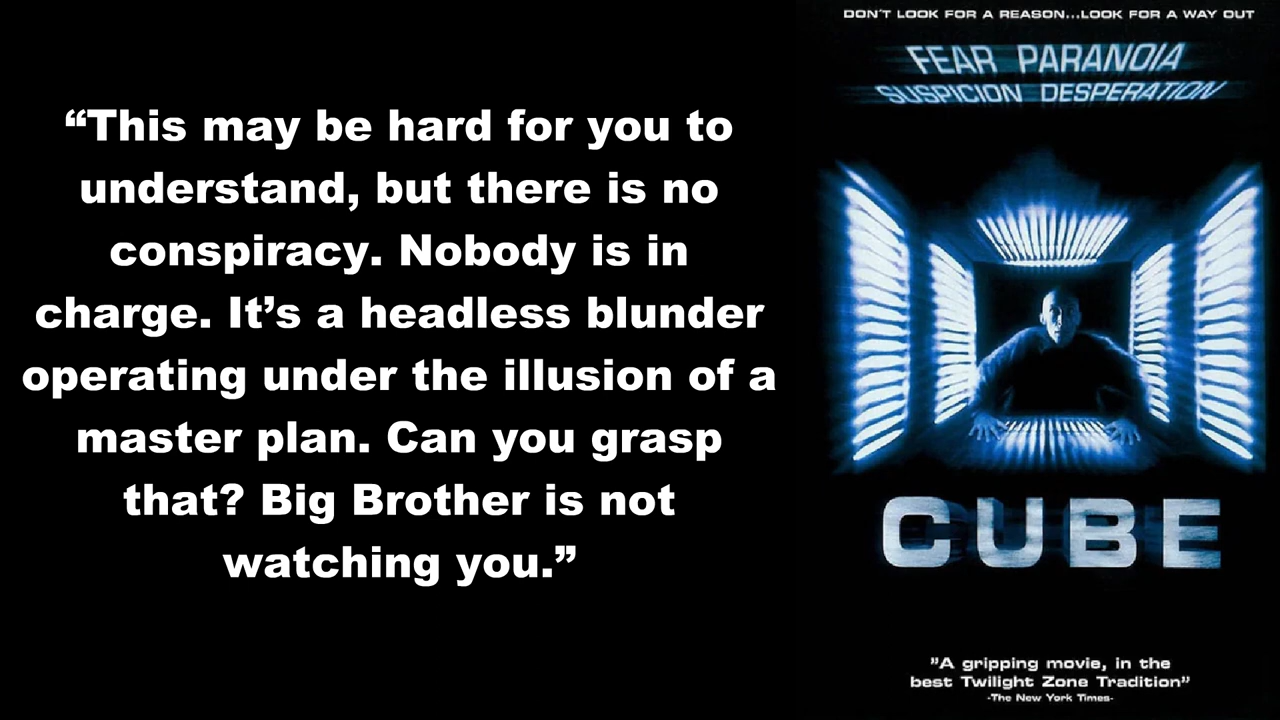 “This may be hard for you to
understand, but there is no
conspiracy. Nobody is in
charge. It’s a headless blunder
operating under the illusion of a
master plan. Can you grasp
that? Big Brother is not
watching you.”
DON'T LOOK FOR A REASON...LOOK FOR A WAY OUT
FEAR PARANOIA
SUSPICION DESPERATION
CUBE
"A gripping movie, in the
best Twilight Zone Tradition"
-The New York Times-